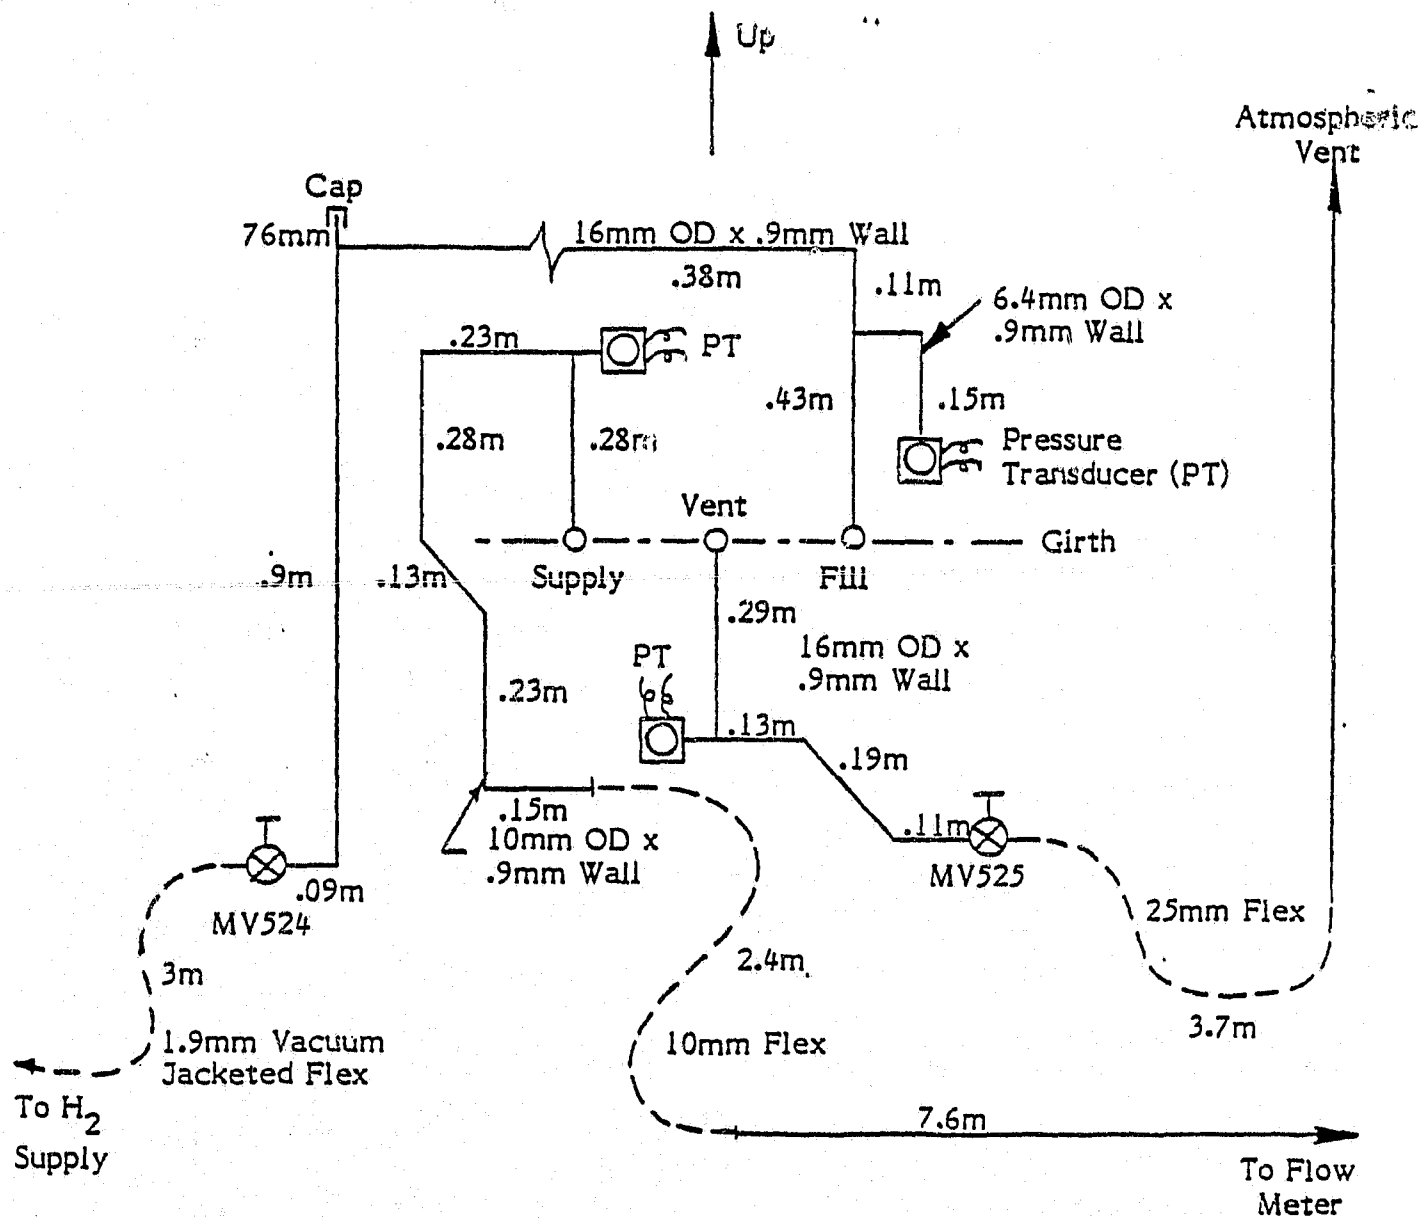 Up
Atmospheric
Vent
Cap
76mm
16mm OD x .9mm Wall
.38m
.11m
6.4mm OD x
.9mm Wall
.23m
PT
.43m
.15m
.28m
.28m
Pressure
Transducer (PT)
Vent
Girth
.9m
.13m
Supply
Fill
.29m
16mm OD x
.9mm Wall
PT
.23m
.13m
.19m
.15m
10mm OD x
.9mm Wall
.11m
MV525
.09m
MV524
25mm Flex
3m
2.4m
3.7m
1.9mm Vacuum
Jacketed Flex
10mm Flex
To H2
Supply
7.6m
To Flow
Meter